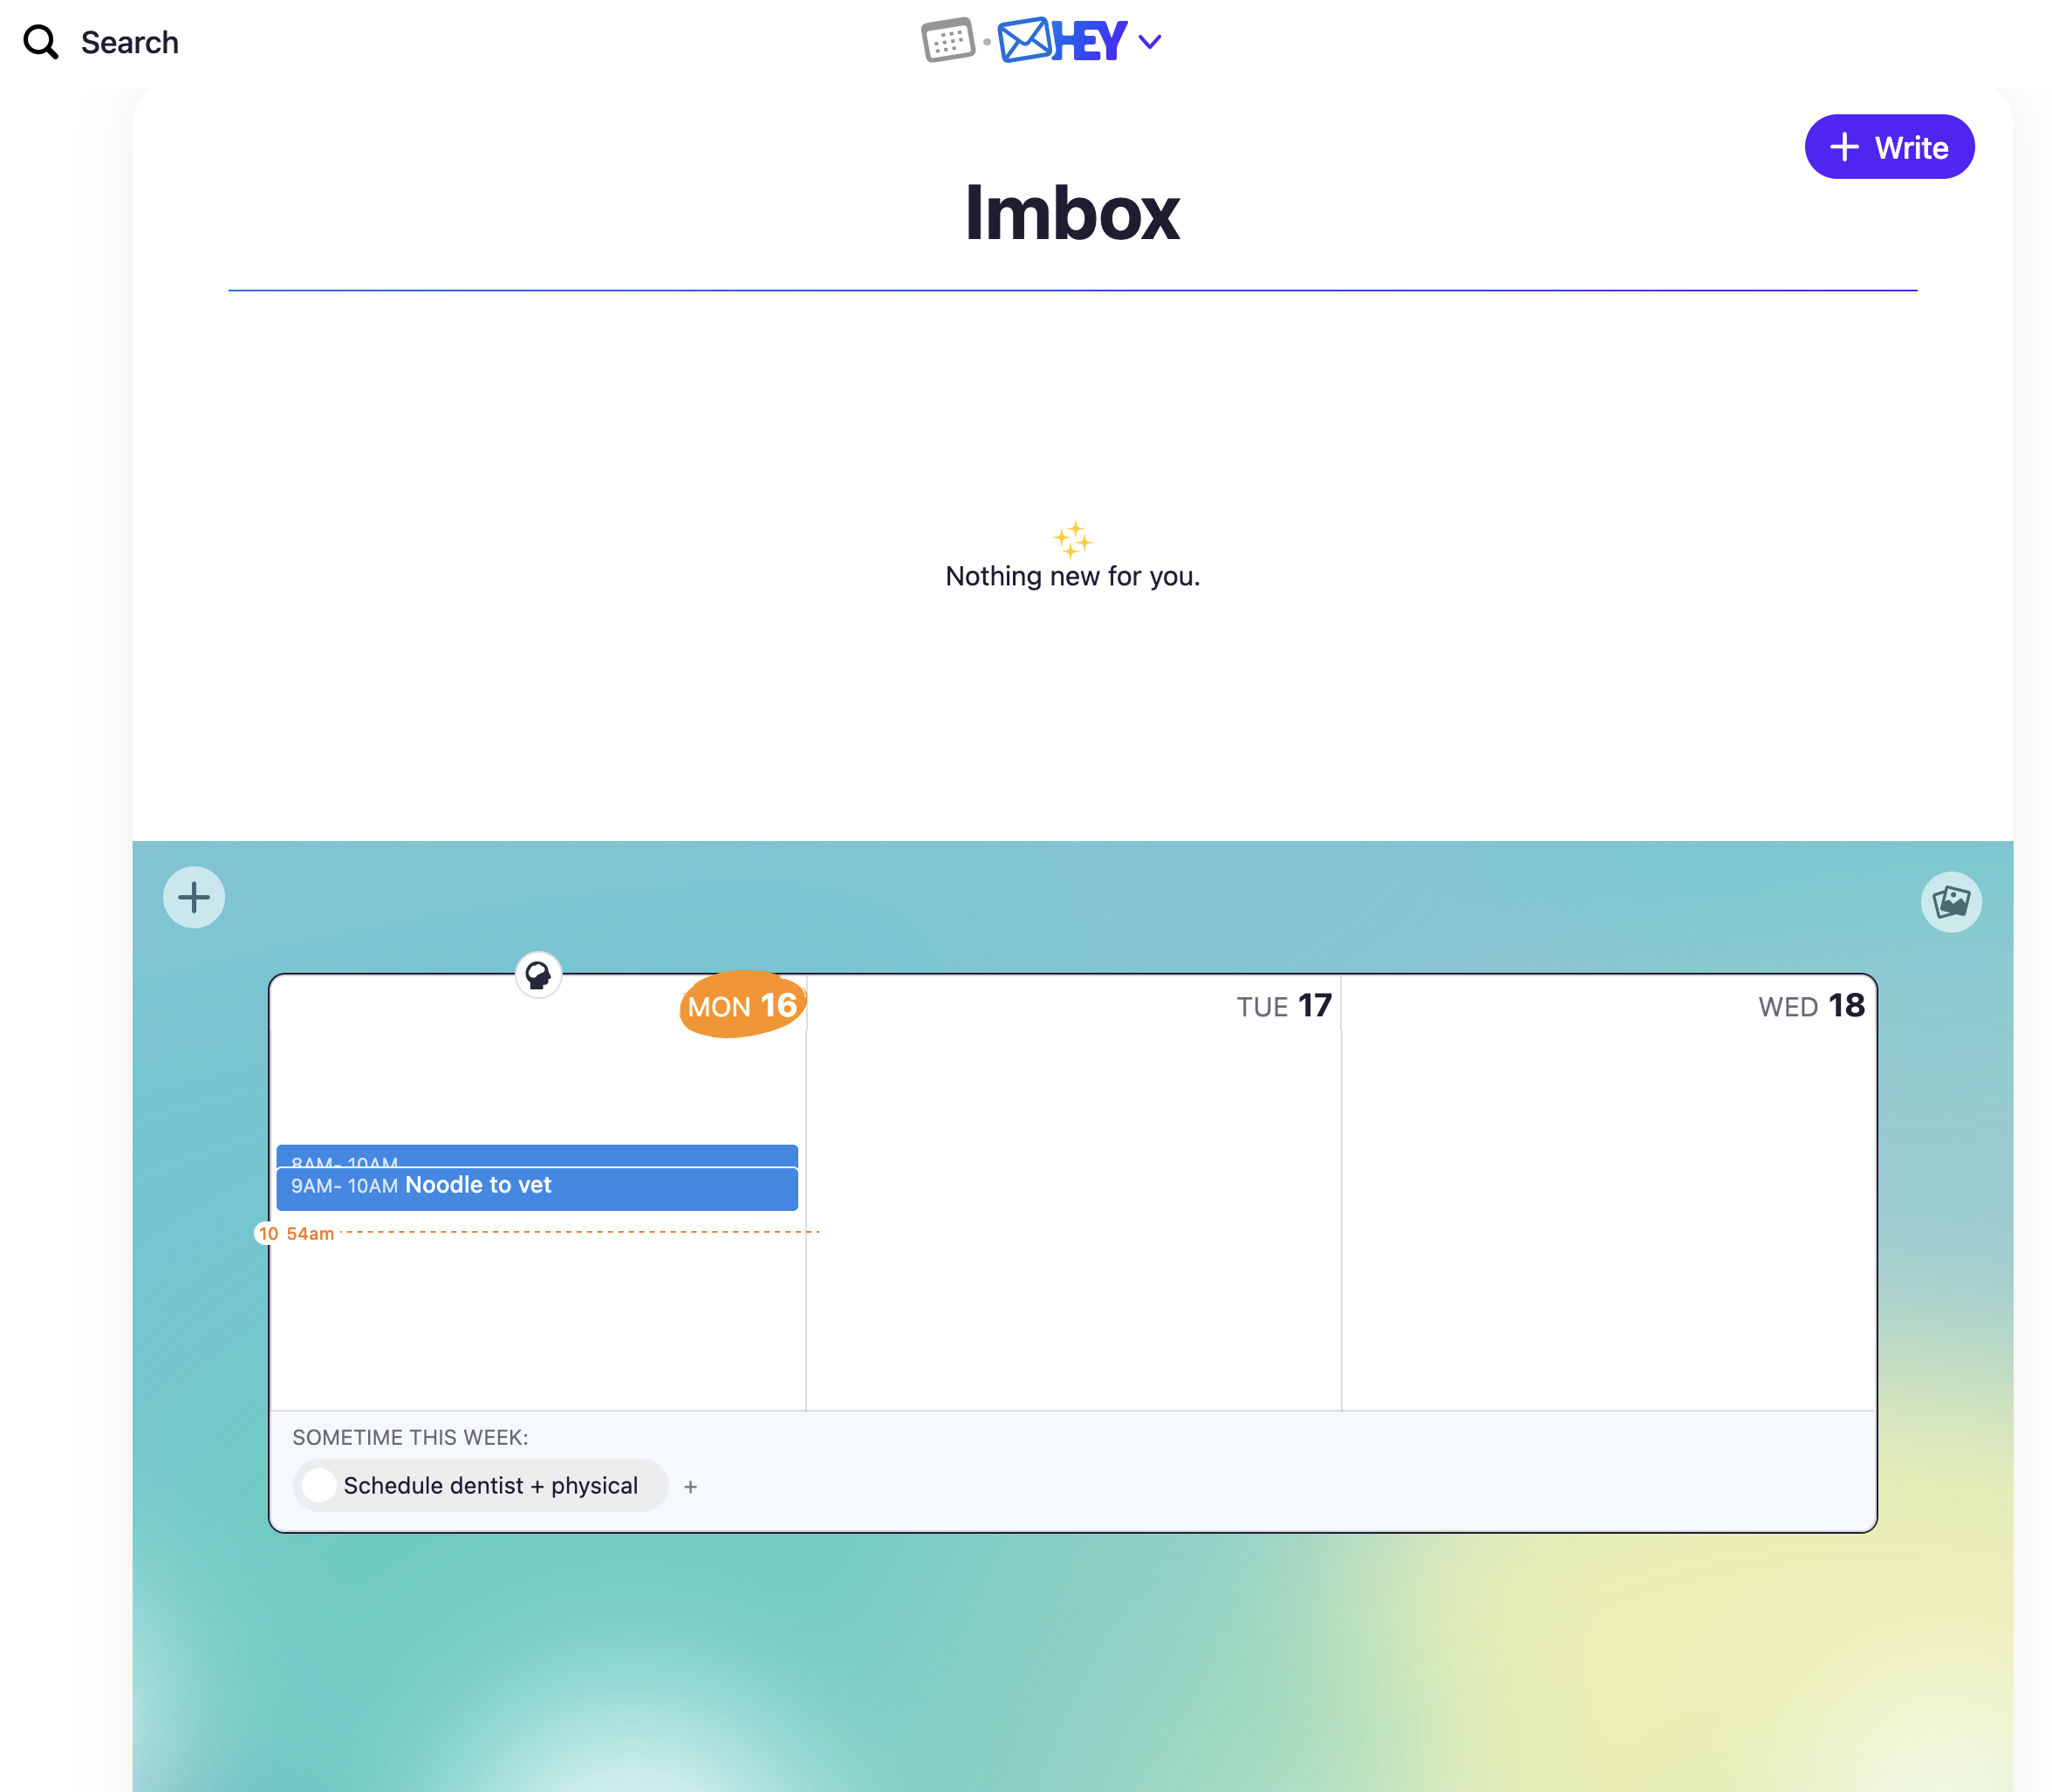 Search
HEY
Write
Imbox
Nothing new for you.
MON 16
TUE 17
WED 18
8AM- 10AM
9AM- 10AM Noodle to vet
10 54am
SOMETIME THIS WEEK:
Schedule dentist + physical +